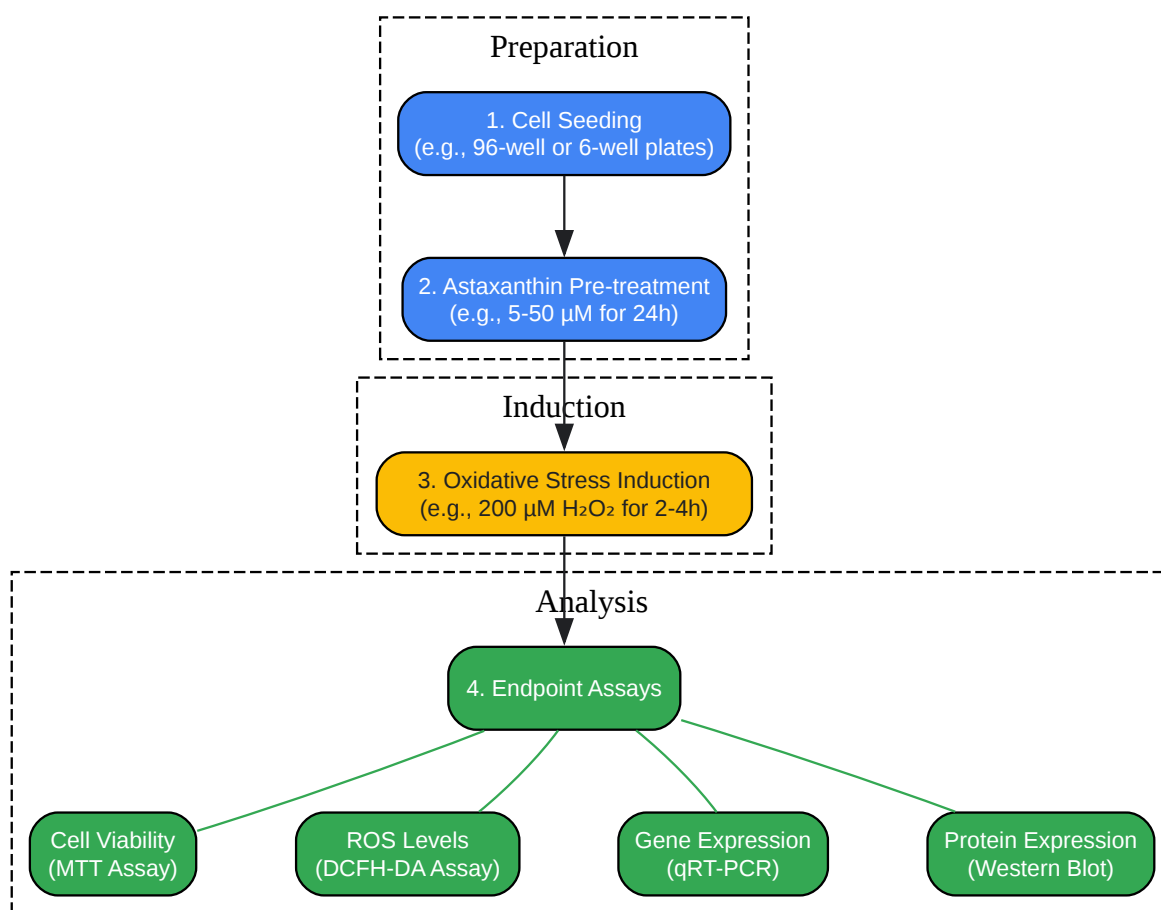 Preparation
1. Cell Seeding
(e.g., 96-well or 6-well plates)
2. Astaxanthin Pre-treatment
(e.g., 5-50 µM for 24h)
Induction
3. Oxidative Stress Induction
(e.g., 200 µM H₂O₂ for 2-4h)
Analysis
4. Endpoint Assays
Cell Viability
(MTT Assay)
ROS Levels
(DCFH-DA Assay)
Gene Expression
(qRT-PCR)
Protein Expression
(Western Blot)